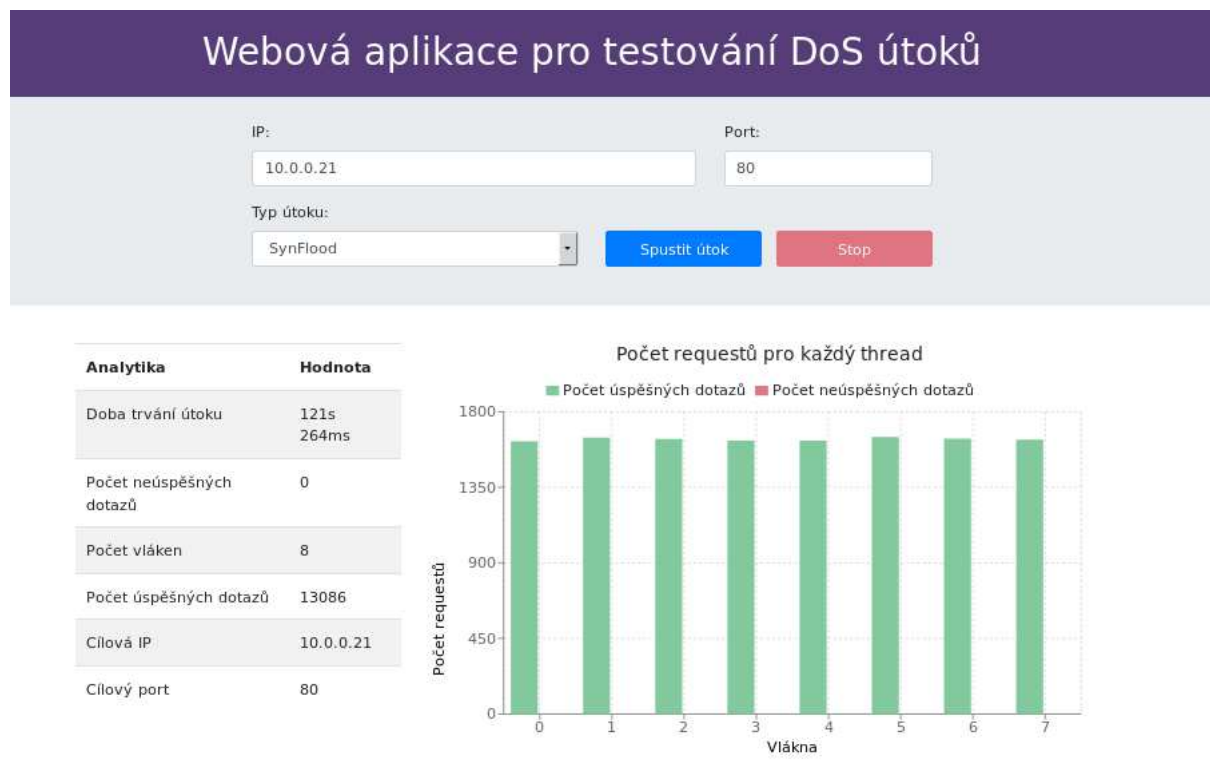 Webová aplikace pro testování DoS útoků
IP:
Port:
10.0.0.21
80
Typ útoku:
SynFlood
Spustit útok
Stop
Analytika Hodnota
Doba trvání útoku 121s
264ms
Počet neúspěšných 0
dotazů
Počet vláken 8
Počet úspěšných dotazů 13086
Cílová IP 10.0.0.21
Cílový port 80
Počet requestů pro každý thread
Počet úspěšných dotazů Počet neúspěšných dotazů
1800
1350
900
450
0
Počet requestů
0 1 2 3 4 5 6 7
Vlákna